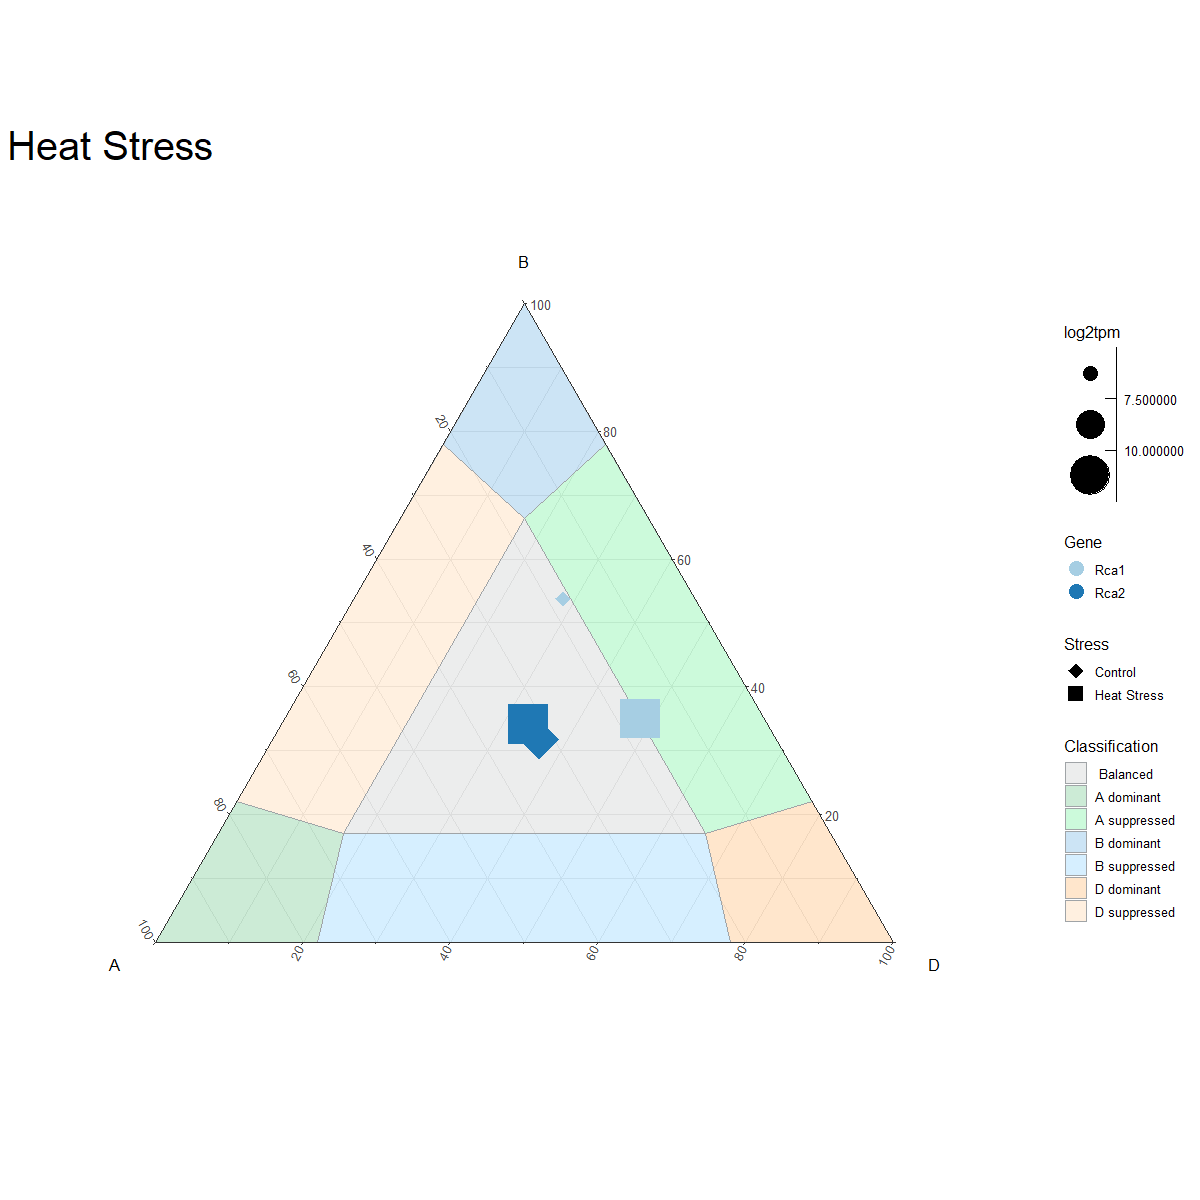 Heat Stress
B
100
20
80
40
60
60
40
80
20
100
20
40
60
80
100
A
D
log2tpm
7.500000
10.000000
Gene
Rca1
Rca2
Stress
Control
Heat Stress
Classification
Balanced
A dominant
A suppressed
B dominant
B suppressed
D dominant
D suppressed